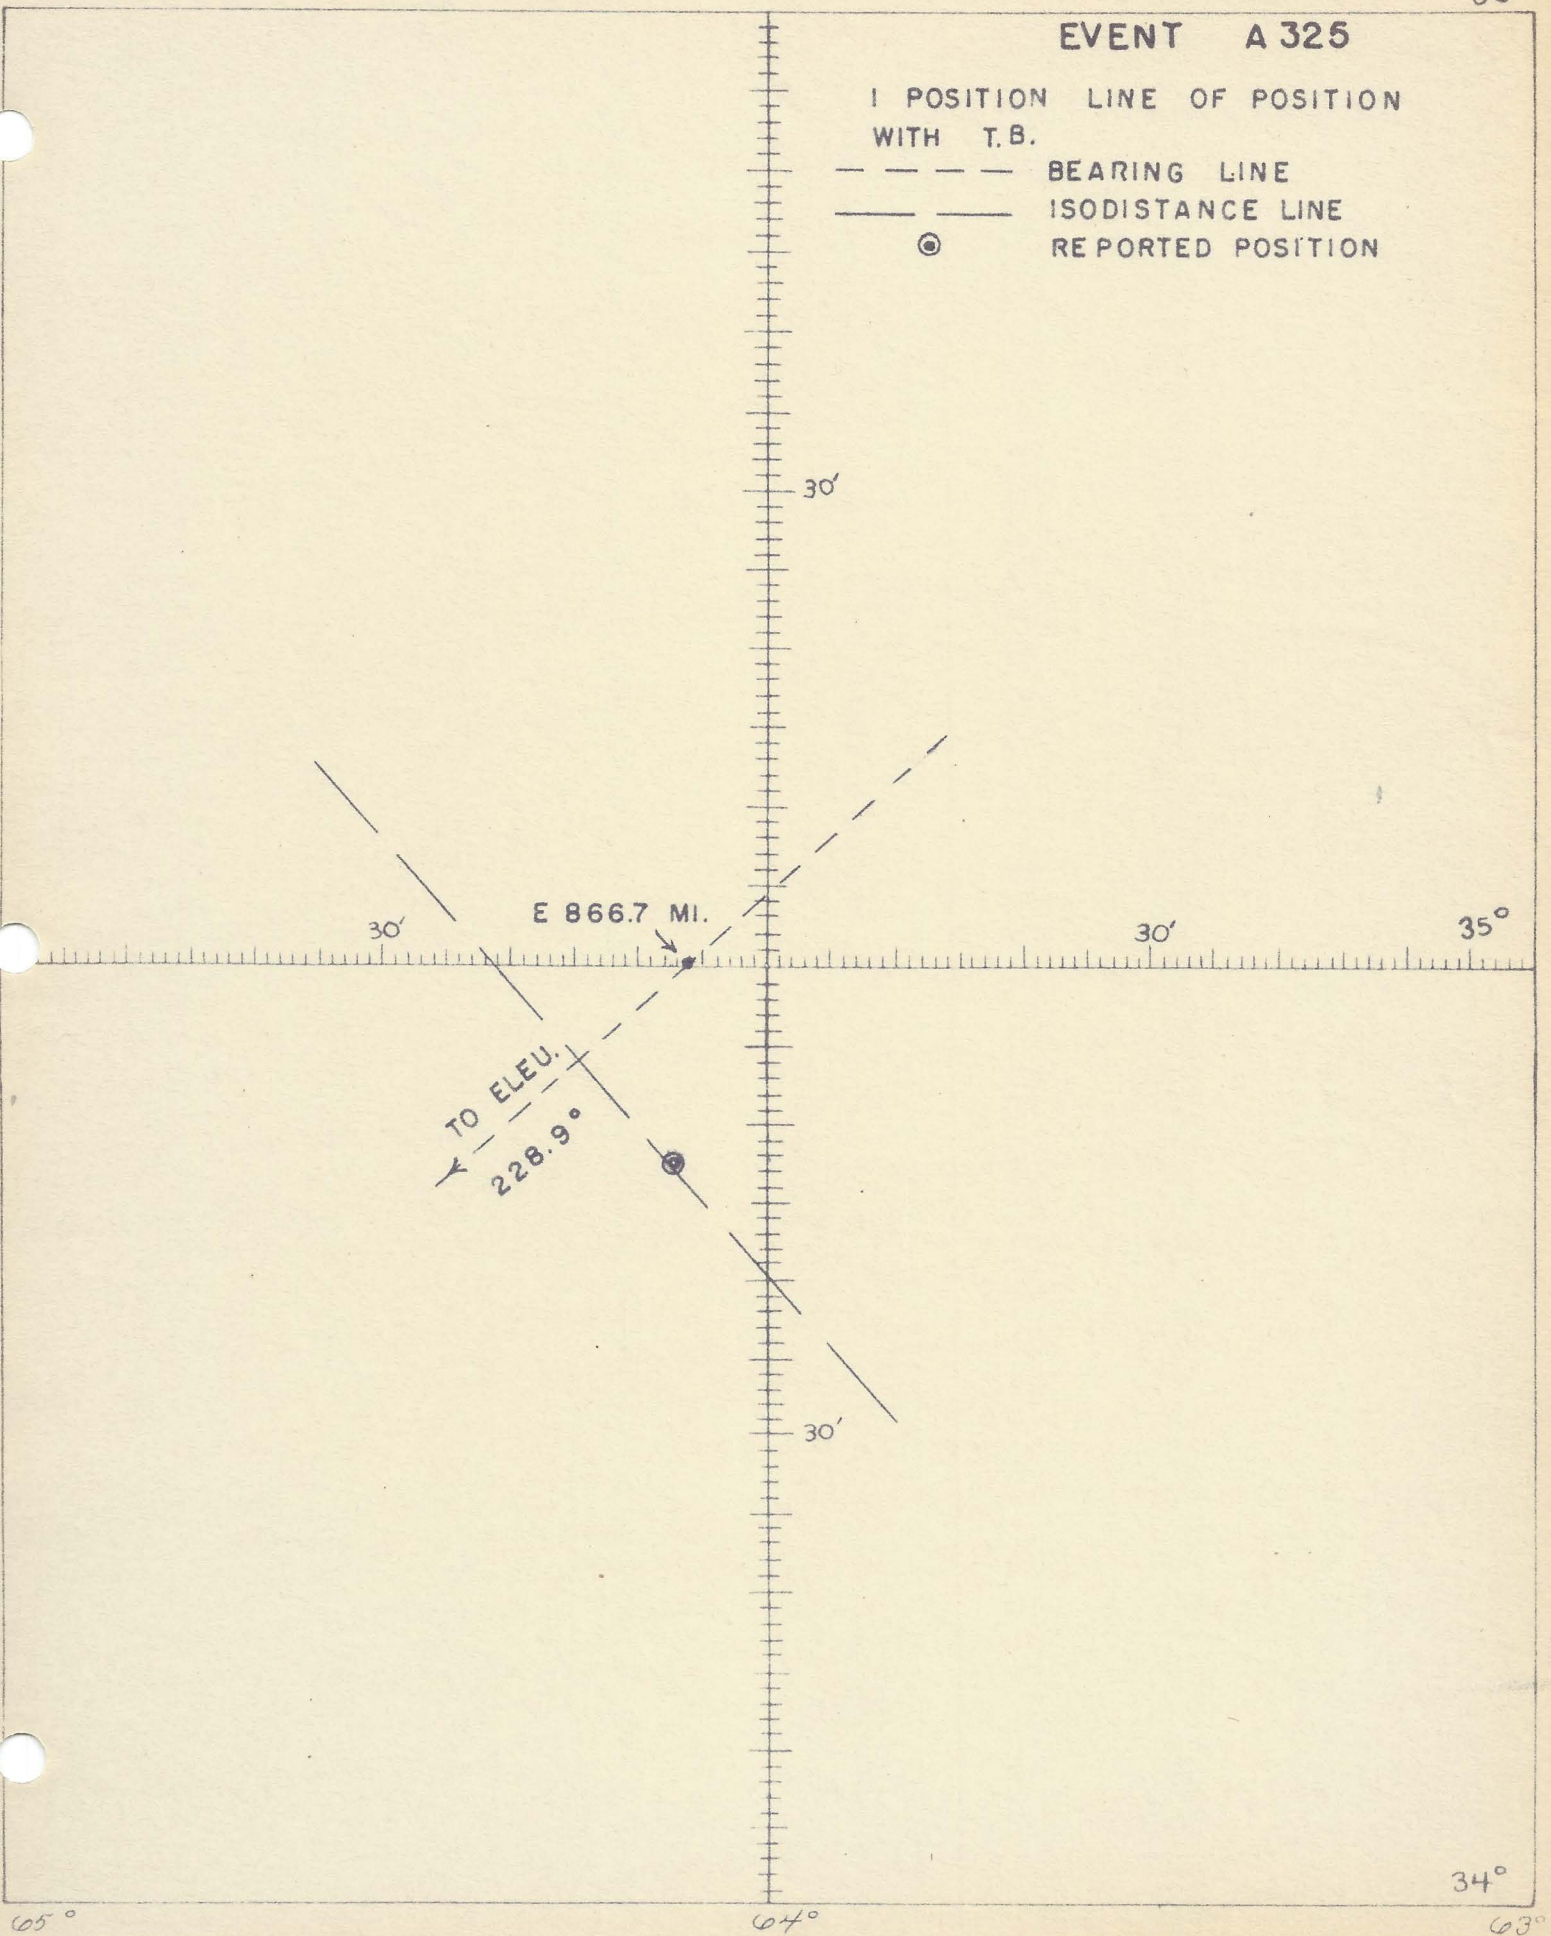 EVENT A 325
1 POSITION LINE OF POSITION
WITH T.B.
BEARING LINE
ISODISTANCE LINE
REPORTED POSITION
30′
E 866.7 MI.
30′
30′
35°
TO ELEU.
228.9°
30′
34°
65°
64°
63°